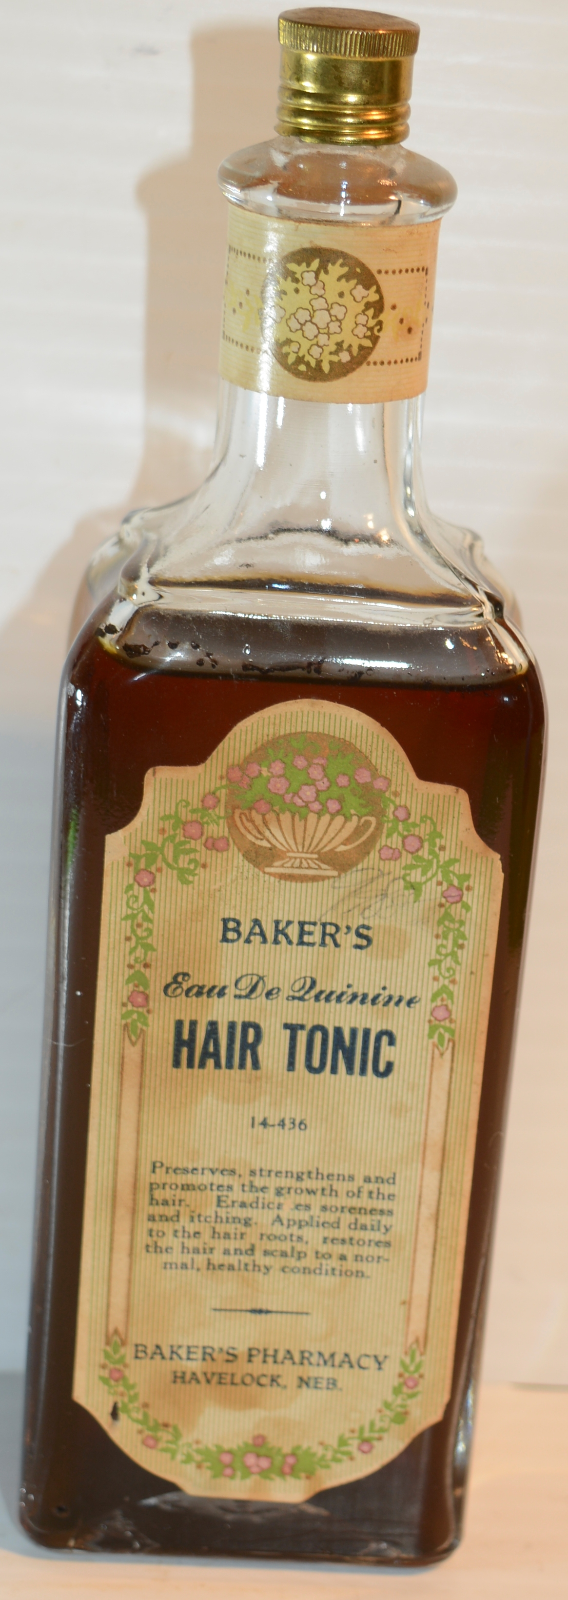 BAKER'S
Eau De Quinine
HAIR TONIC
14-436
Preserves, strengthens and
promotes the growth of the
hair. Eradic es soreness
and itching. Applied daily
to the hair roots, restores
the hair and scalp to a nor-
mal, healthy condition.
BAKER'S PHARMACY
HAVELOCK, NEB.